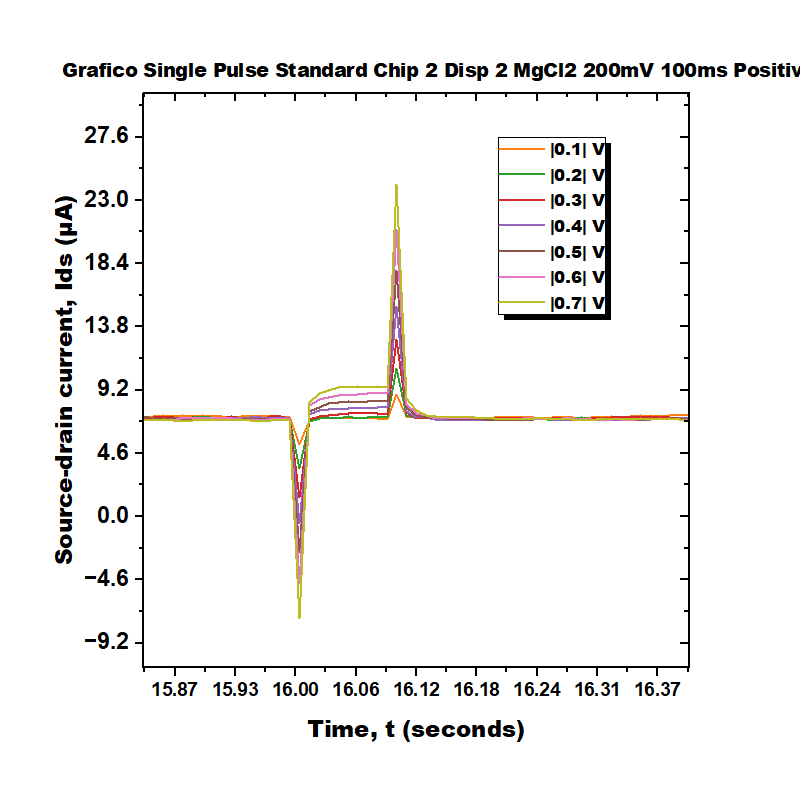 Grafico Single Pulse Standard Chip 2 Disp 2 MgCl2 200mV 100ms Positiv
27.6
23.0
18.4
13.8
9.2
4.6
0.0
−4.6
−9.2
Source-drain current, Ids (µA)
|0.1| V
|0.2| V
|0.3| V
|0.4| V
|0.5| V
|0.6| V
|0.7| V
15.87 15.93 16.00 16.06 16.12 16.18 16.24 16.31 16.37
Time, t (seconds)